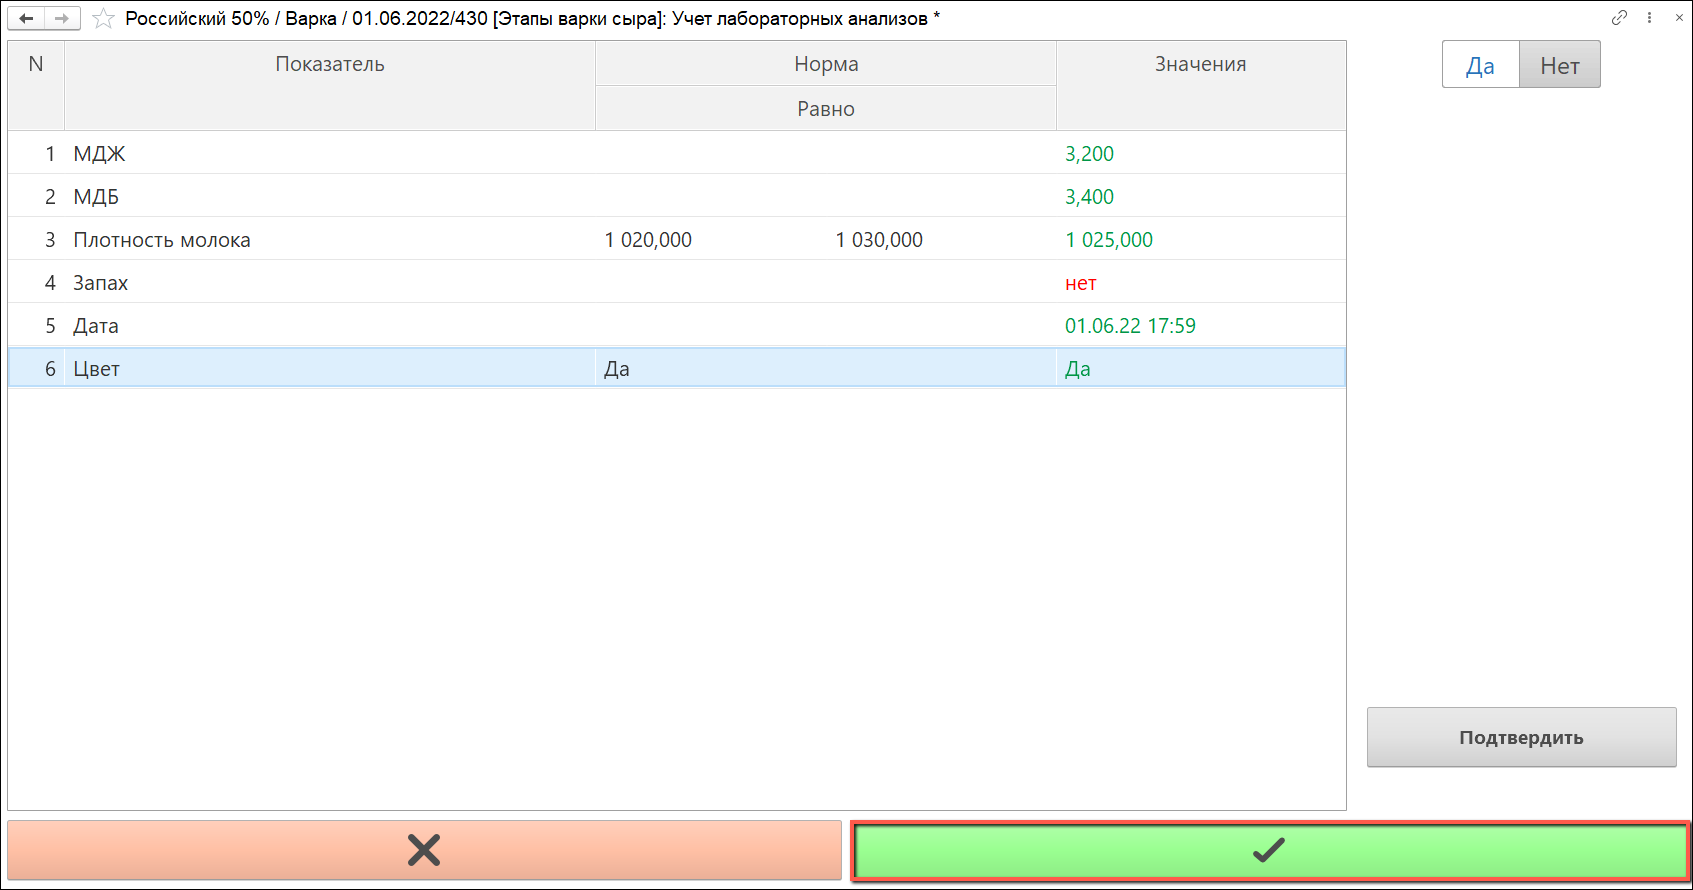 Российский 50% / Варка / 01.06.2022/430 [Этапы варки сыра]: Учет лабораторных анализов *
N Показатель Норма Значения
Равно
1 МДЖ 3,200
2 МДБ 3,400
3 Плотность молока 1 020,000 1 030,000 1 025,000
4 Запах нет
5 Дата 01.06.22 17:59
6 Цвет Да Да
Да Нет
Подтвердить